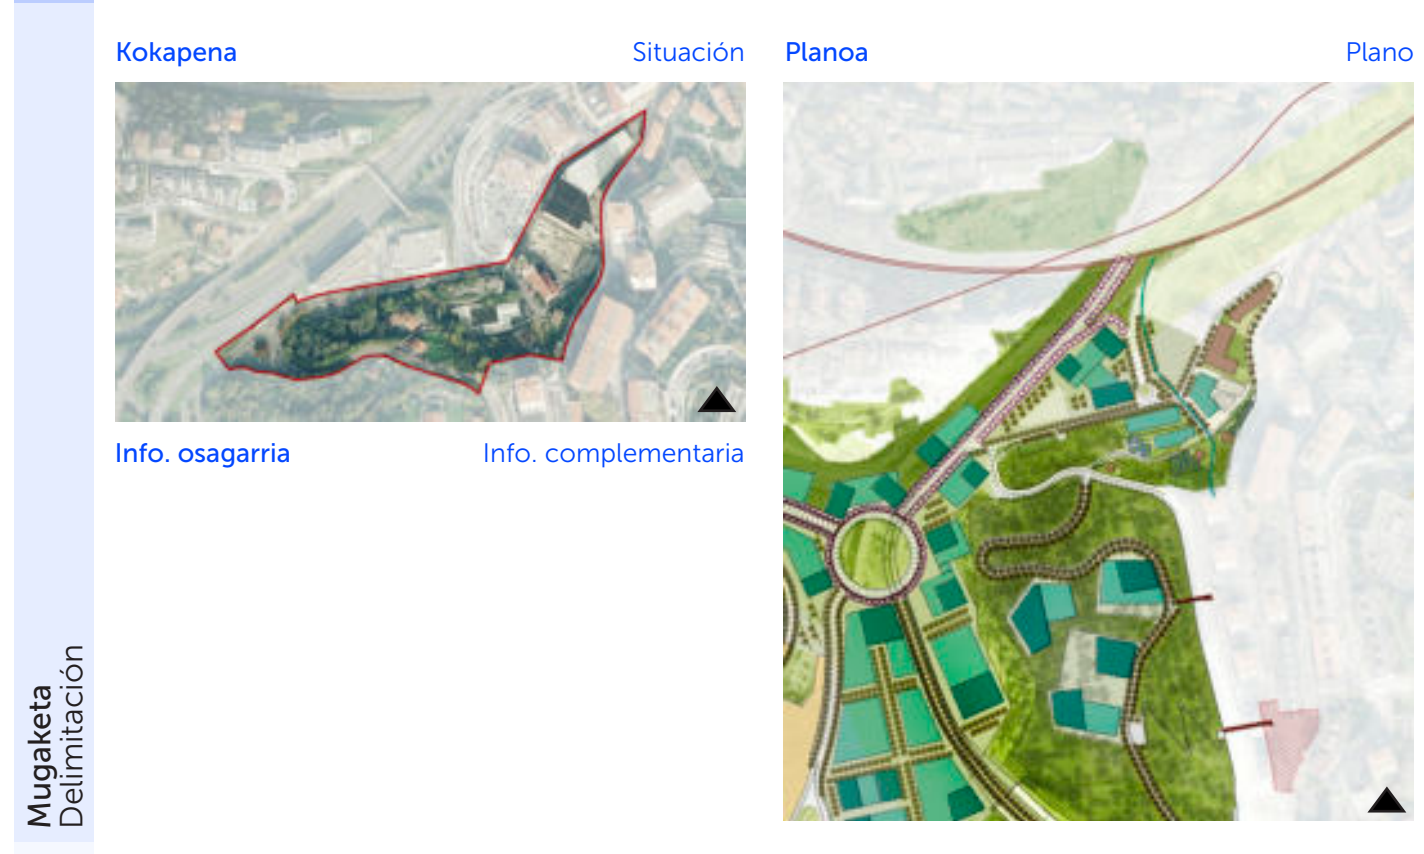 Kokapena Situación
Planoa Plano
Info. osagarria Info. complementaria
Mugaketa
Delimitación